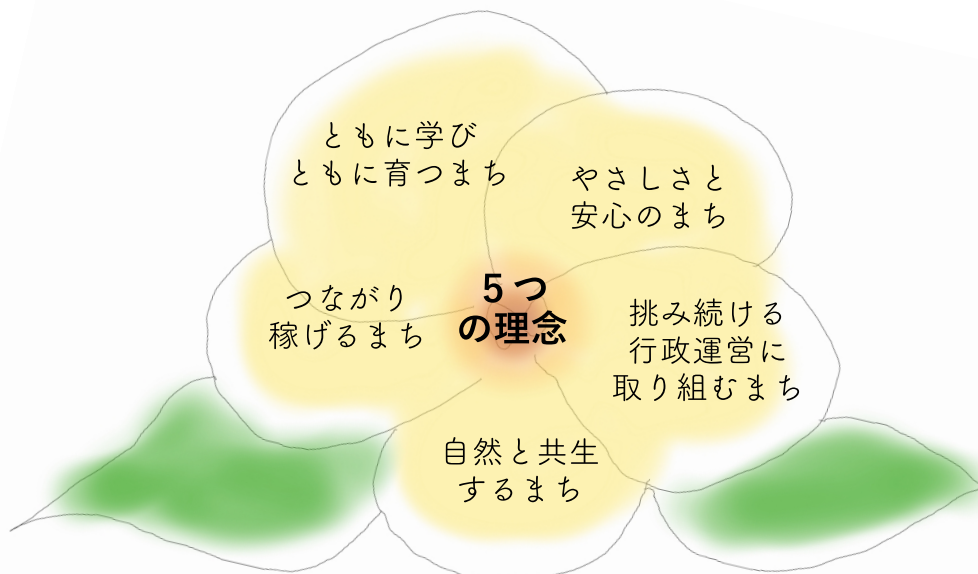 ともに学び
ともに育つまち
やさしさと
安心のまち
5つ
の理念
つながり
稼げるまち
挑み続ける
行政運営に
取り組むまち
自然と共生
するまち